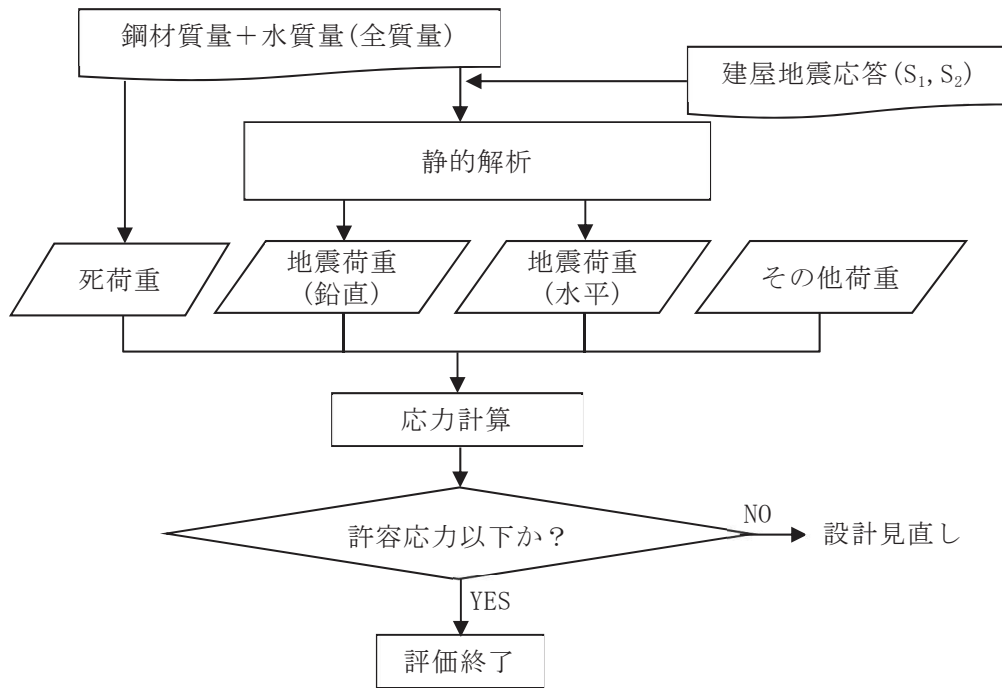 鋼材質量＋水質量(全質量)
建屋地震応答(S₁,S₂)
静的解析
死荷重
地震荷重
(鉛直)
地震荷重
(水平)
その他荷重
応力計算
許容応力以下か？
NO
設計見直し
YES
評価終了